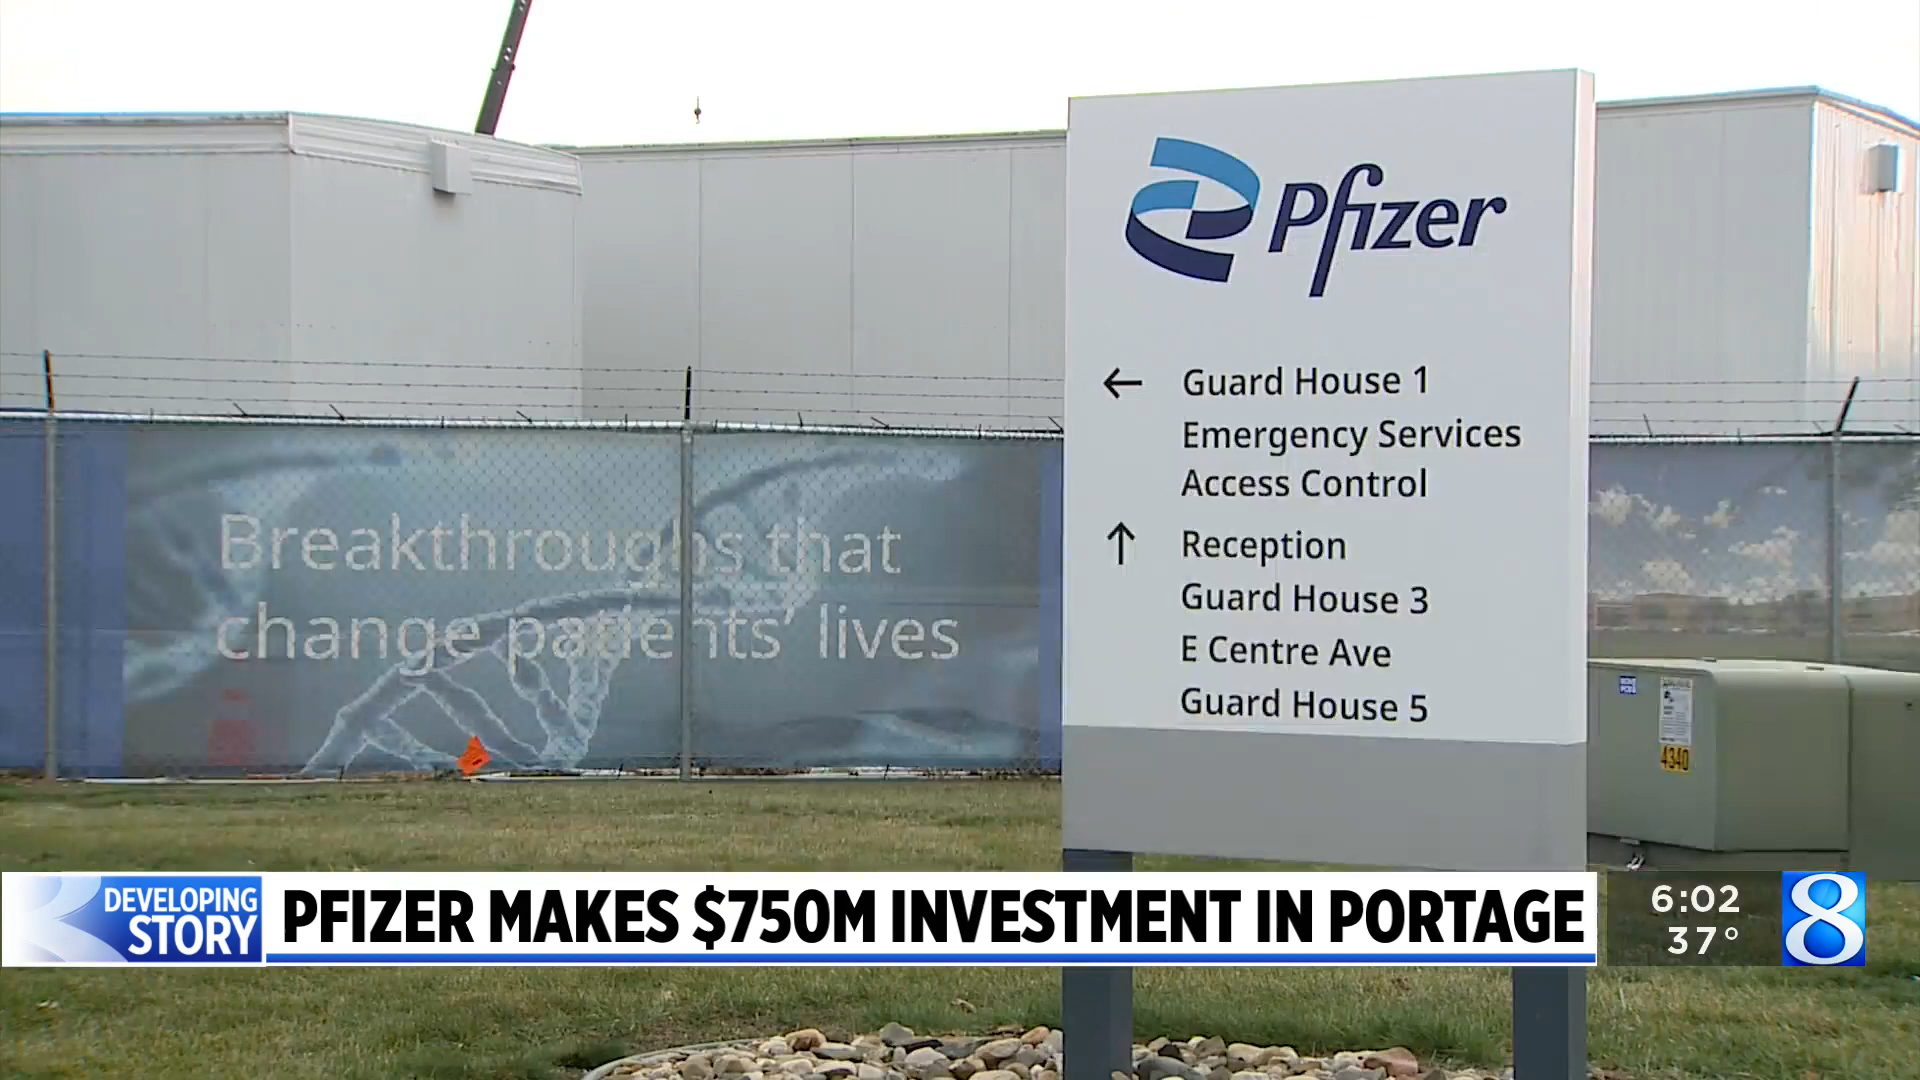 Pfizer
← Guard House 1
Emergency Services
Access Control
↑ Reception
Guard House 3
E Centre Ave
Guard House 5
Breakthroughs that
change patients’ lives
4340
DEVELOPING
STORY
PFIZER MAKES $750M INVESTMENT IN PORTAGE
6:02
37°
8